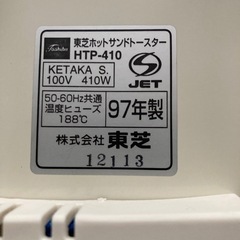 Toshiba 東芝ホットサンドトースター
HTP-410
KETAKA S.
100V 410W
S
JET
50-60Hz共通
温度ヒューズ
188℃
97年製
株式会社 東芝
12113